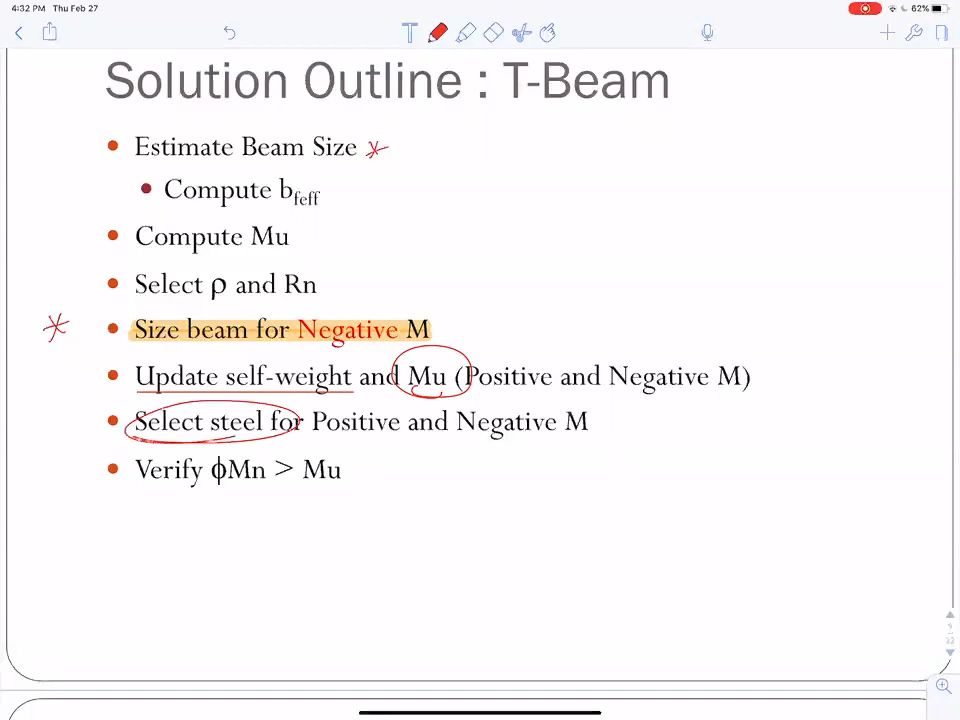 4:32 PM Thu Feb 27
62%
Solution Outline : T-Beam
Estimate Beam Size
Compute bfeff
Compute Mu
Select ρ and Rn
Size beam for Negative M
Update self-weight and Mu (Positive and Negative M)
Select steel for Positive and Negative M
Verify ϕMn > Mu